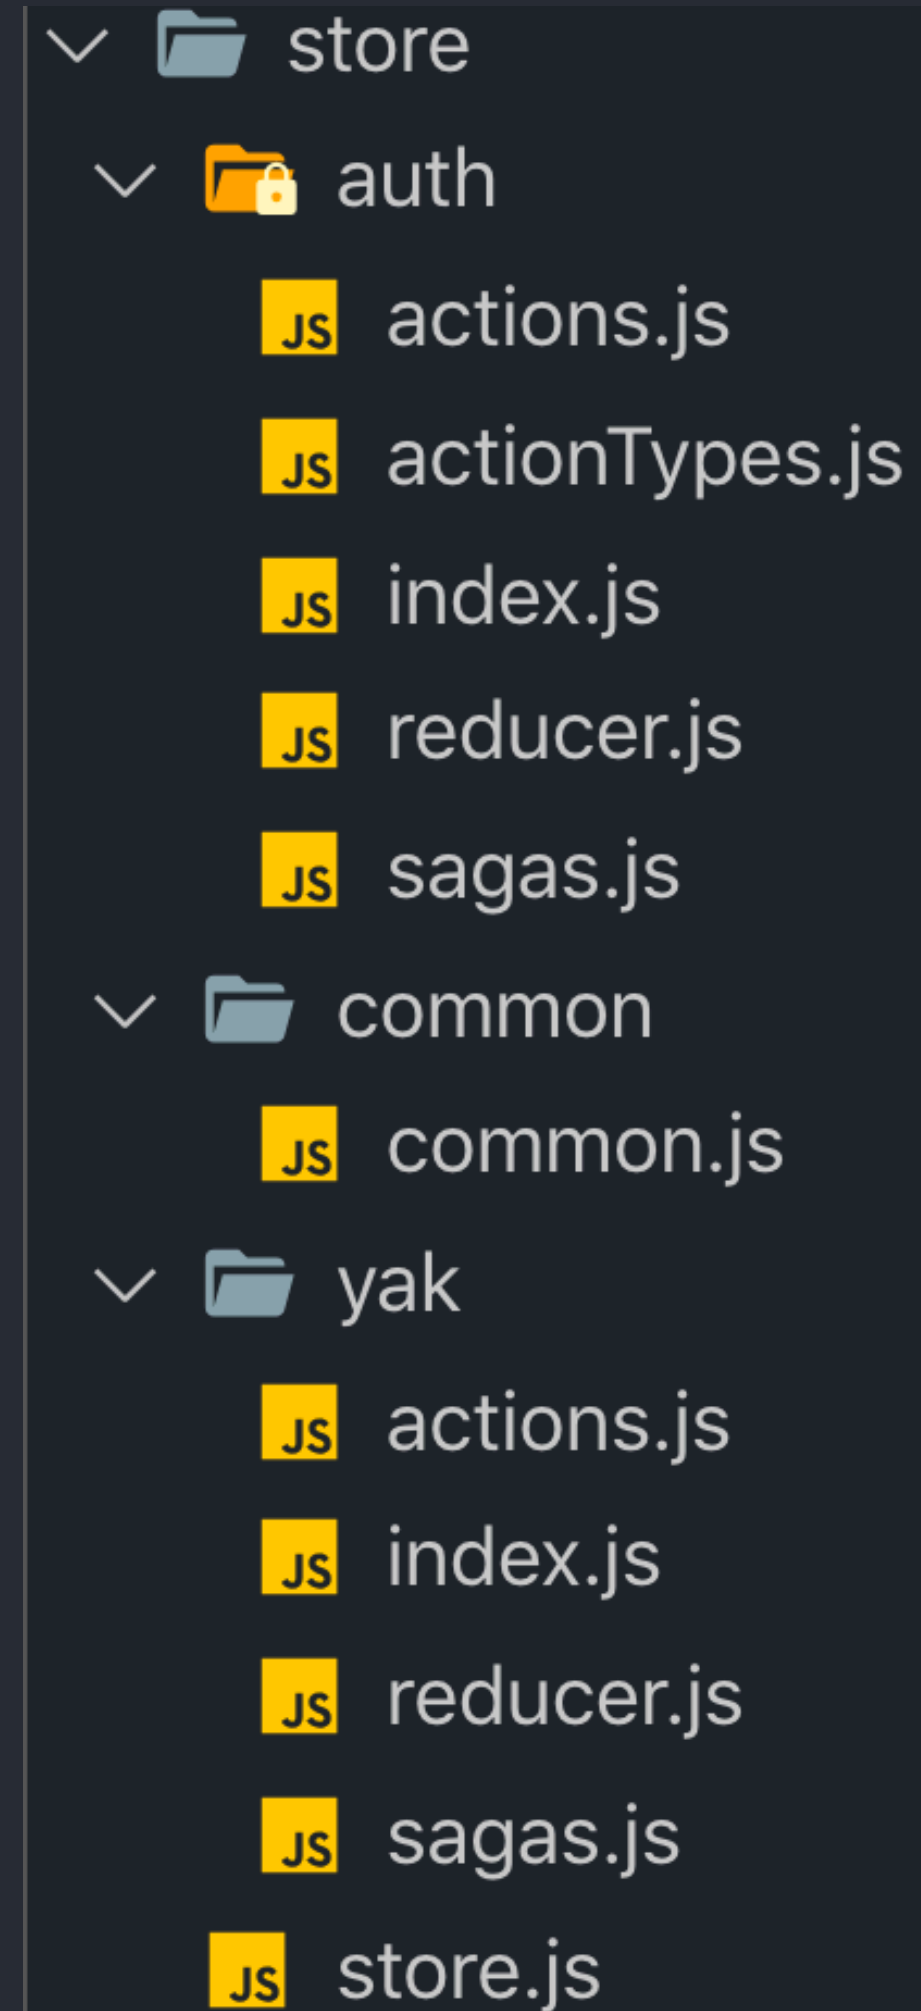 store
auth
JS actions.js
JS actionTypes.js
JS index.js
JS reducer.js
JS sagas.js
common
JS common.js
yak
JS actions.js
JS index.js
JS reducer.js
JS sagas.js
JS store.js